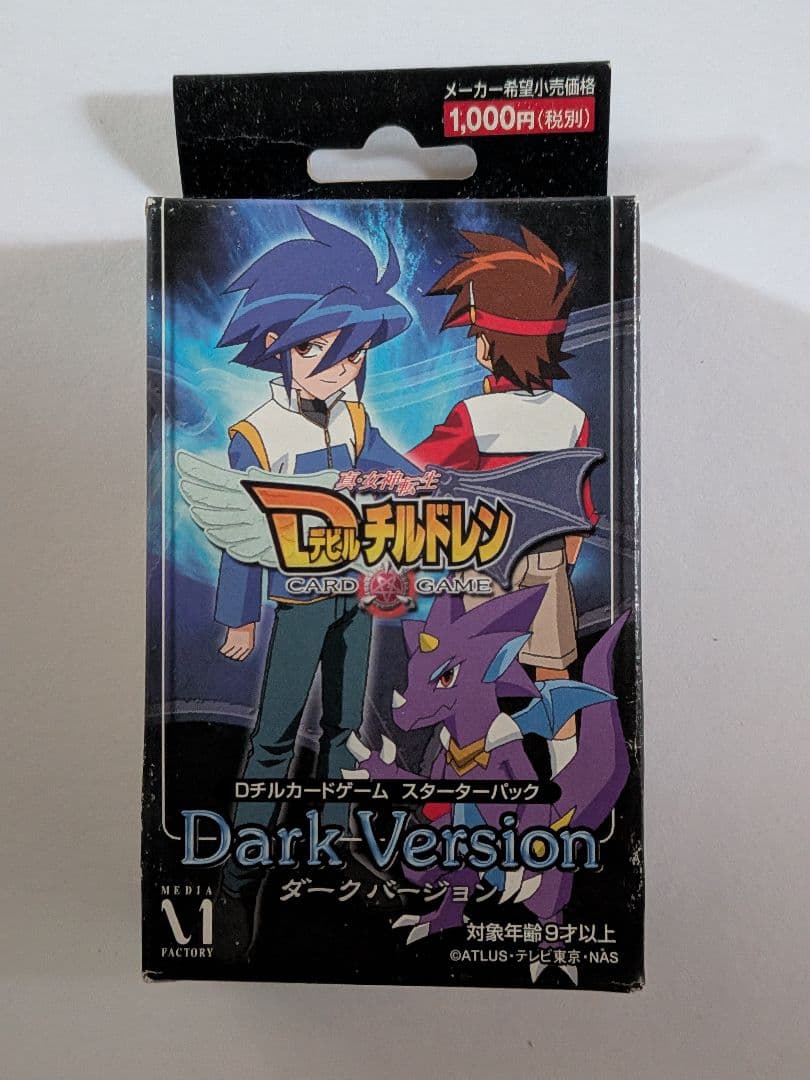 メーカー希望小売価格
1,000円(税別)
真・女神転生
Dデビルチルドレン
CARD GAME
Dチルカードゲーム スターターパック
Dark Version
ダークバージョン
MEDIA
M
FACTORY
対象年齢9才以上
©ATLUS・テレビ東京・NAS